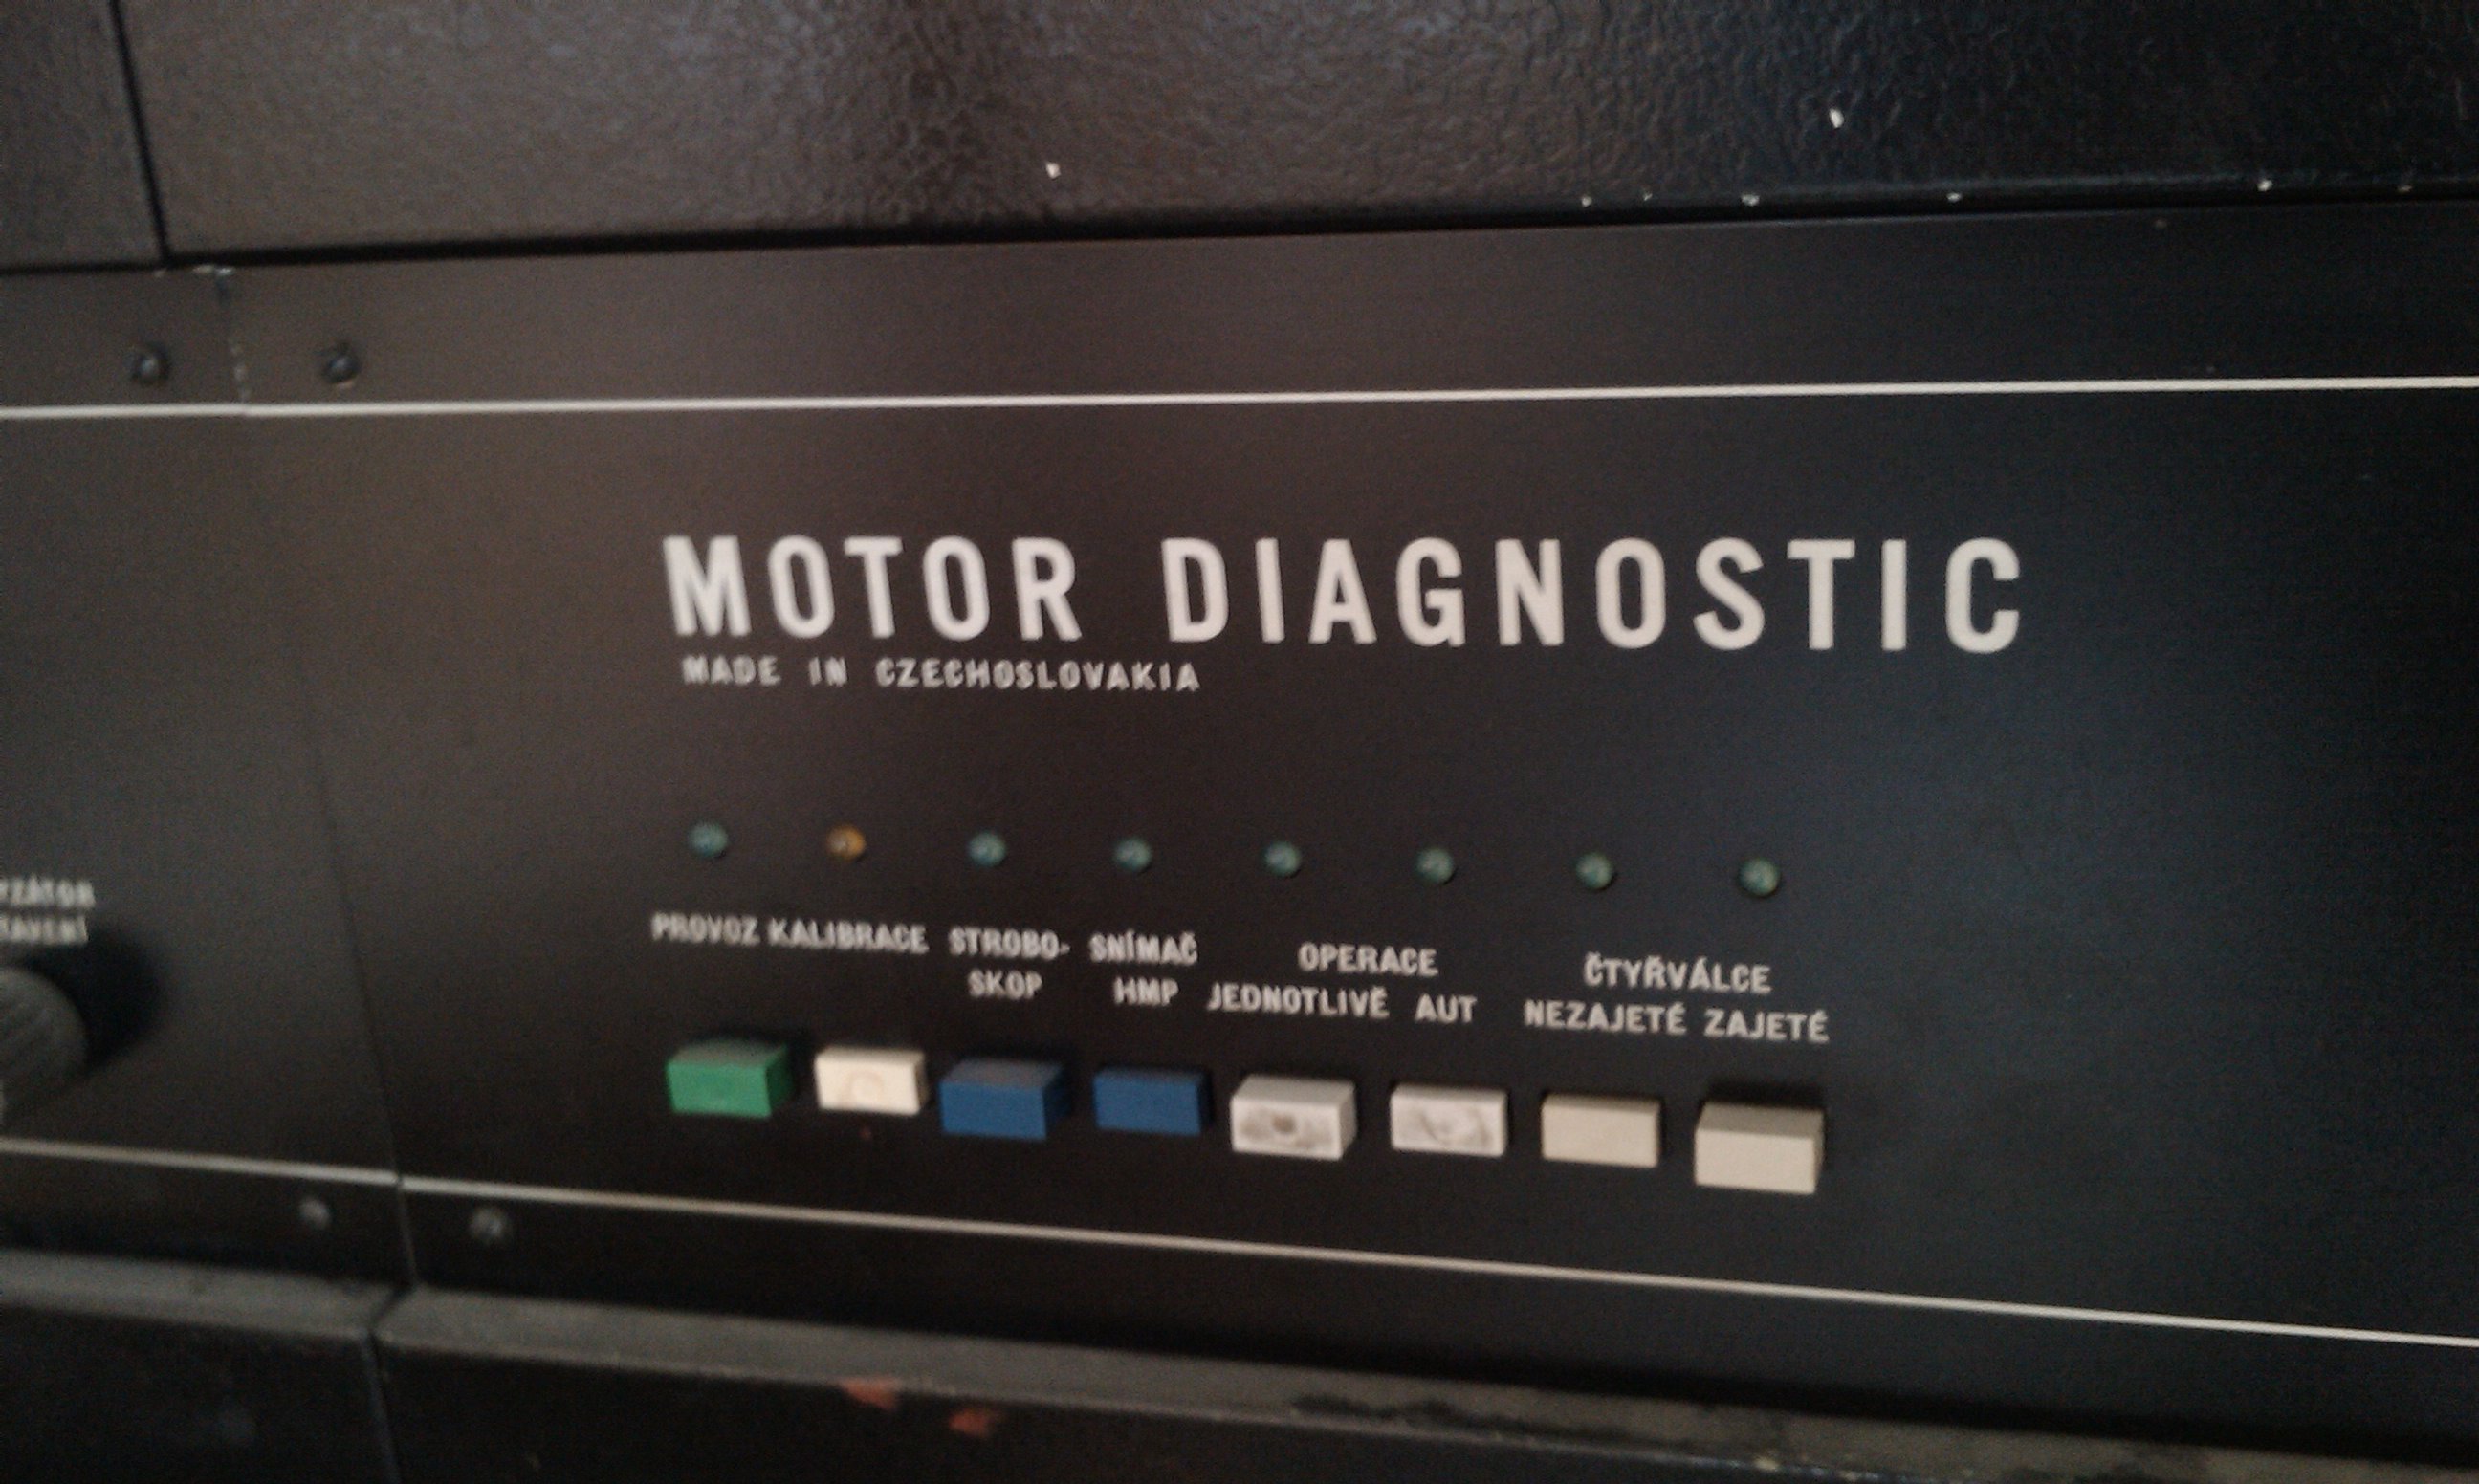 MOTOR DIAGNOSTIC
MADE IN CZECHOSLOVAKIA
PROVOZ KALIBRACE STROBO- SNÍMAČ OPERACE ČTYŘVÁLCE
SKOP HMP JEDNOTLIVĚ AUT NEZAJETÉ ZAJETÉ